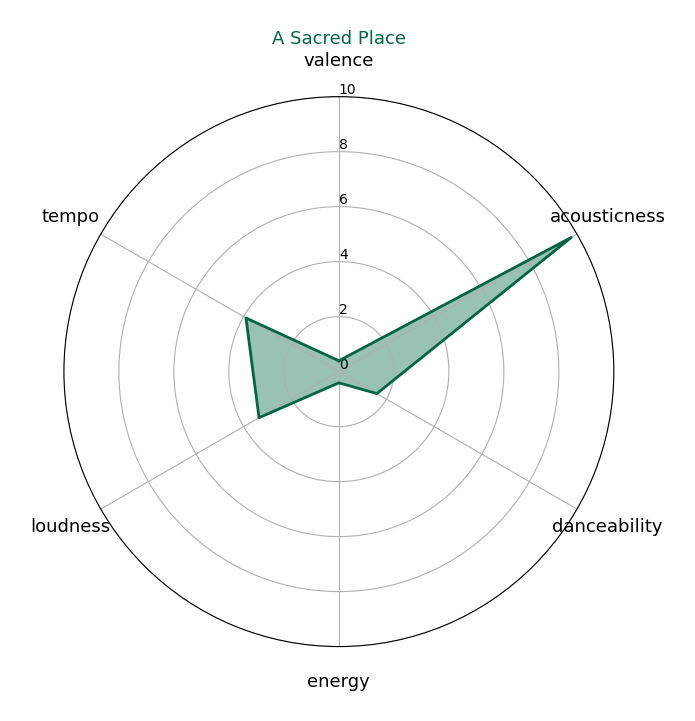 A Sacred Place
valence
10
8
6
4
2
0
tempo
acousticness
loudness
danceability
energy